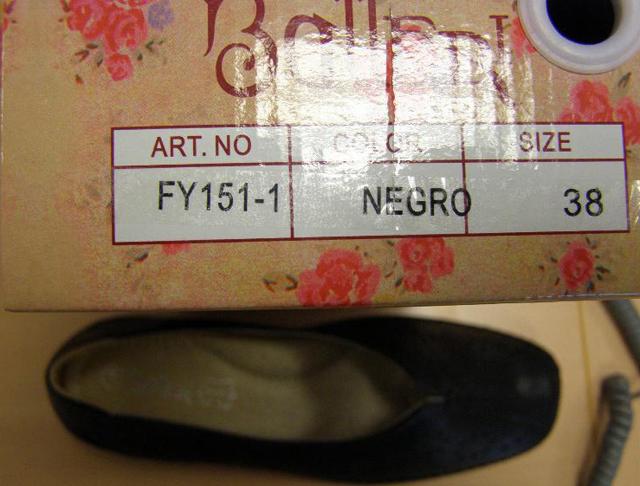 ART. NO COLOR SIZE
FY151-1 NEGRO 38